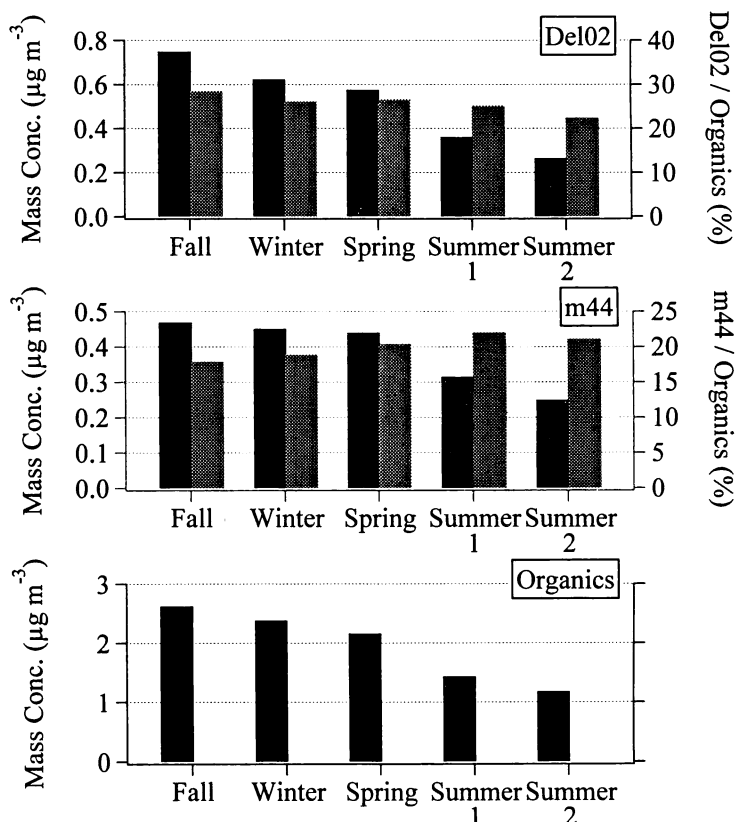 Del02
Mass Conc. (µg m⁻³)
0.8
0.6
0.4
0.2
0.0
40
30
20
10
0
Del02 / Organics
(%)
Fall Winter Spring Summer Summer
1 2
m44
Mass Conc. (µg m⁻³)
0.5
0.4
0.3
0.2
0.1
0.0
25
20
15
10
5
0
m44 / Organics
(%)
Fall Winter Spring Summer Summer
1 2
Organics
Mass Conc. (µg m⁻³)
3
2
1
0
Fall Winter Spring Summer Summer
1 2